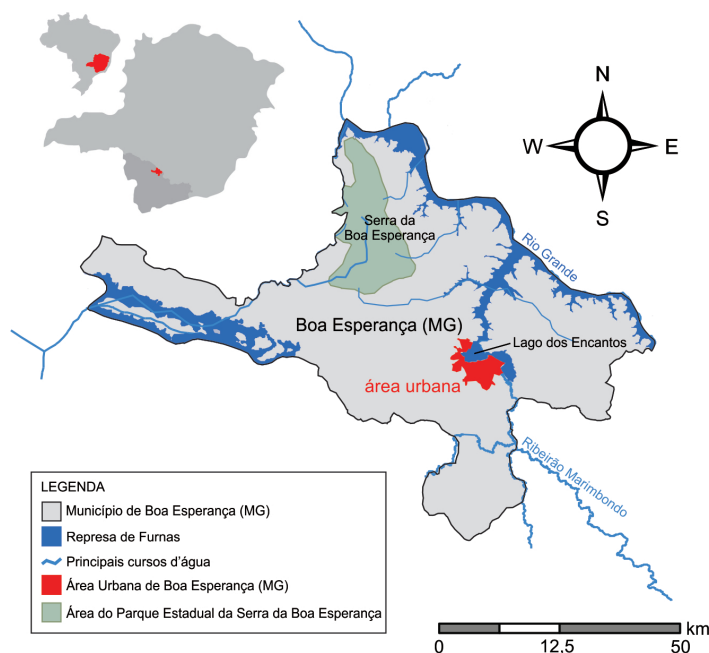 N
W
E
S
Serra da
Boa Esperança
Rio Grande
Boa Esperança (MG)
Lago dos Encantos
área urbana
Ribeirão Marimbondo
LEGENDA
Município de Boa Esperança (MG)
Represa de Furnas
Principais cursos d'água
Área Urbana de Boa Esperança (MG)
Área do Parque Estadual da Serra da Boa Esperança
km
0
12,5
50